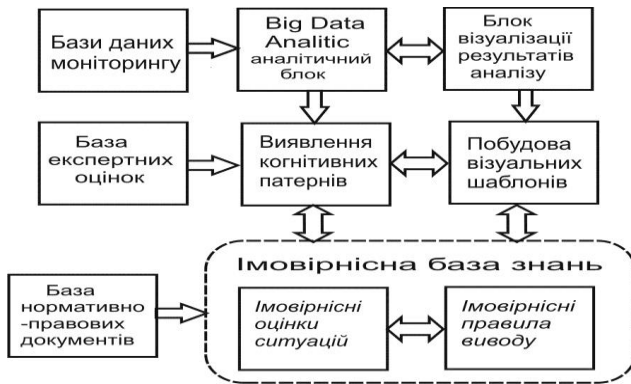 Бази даних
моніторингу
Big Data
Analitic
аналітичний
блок
Блок
візуалізації
результатів
аналізу
База
експертних
оцінок
Виявлення
когнітивних
патернів
Побудова
візуальних
шаблонів
Імовірнісна база знань
База
нормативно
-правових
документів
Імовірнісні
оцінки
ситуацій
Імовірнісні
правила
виводу